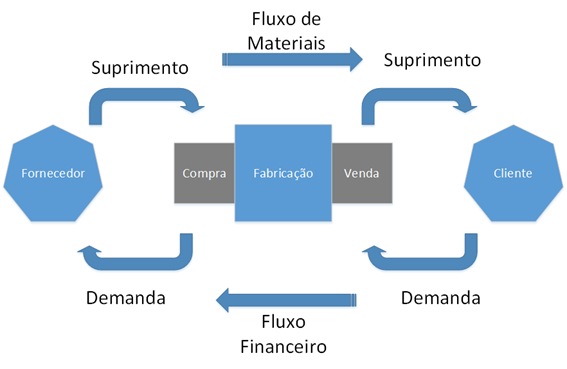 Fluxo de
Materiais
Suprimento
Suprimento
Fornecedor
Compra
Fabricação
Venda
Cliente
Demanda
Demanda
Fluxo
Financeiro